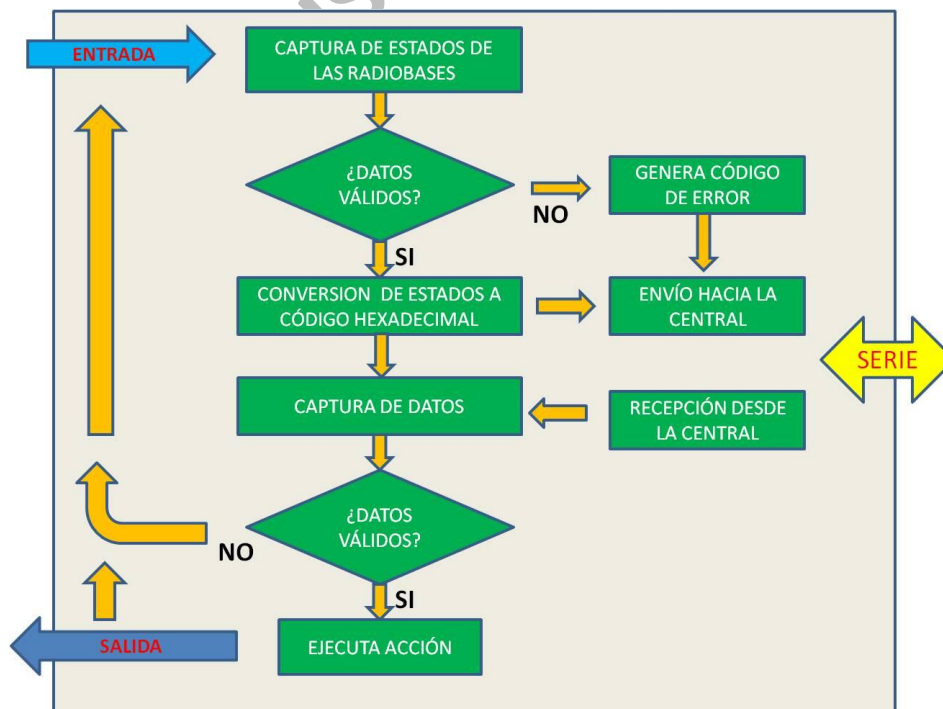 ENTRADA
CAPTURA DE ESTADOS DE
LAS RADIOBASES
¿DATOS
VÁLIDOS?
NO
GENERA CÓDIGO
DE ERROR
SI
CONVERSION DE ESTADOS A
CÓDIGO HEXADECIMAL
ENVÍO HACIA LA
CENTRAL
SERIE
CAPTURA DE DATOS
RECEPCIÓN DESDE
LA CENTRAL
¿DATOS
VÁLIDOS?
NO
SI
SALIDA
EJECUTA ACCIÓN